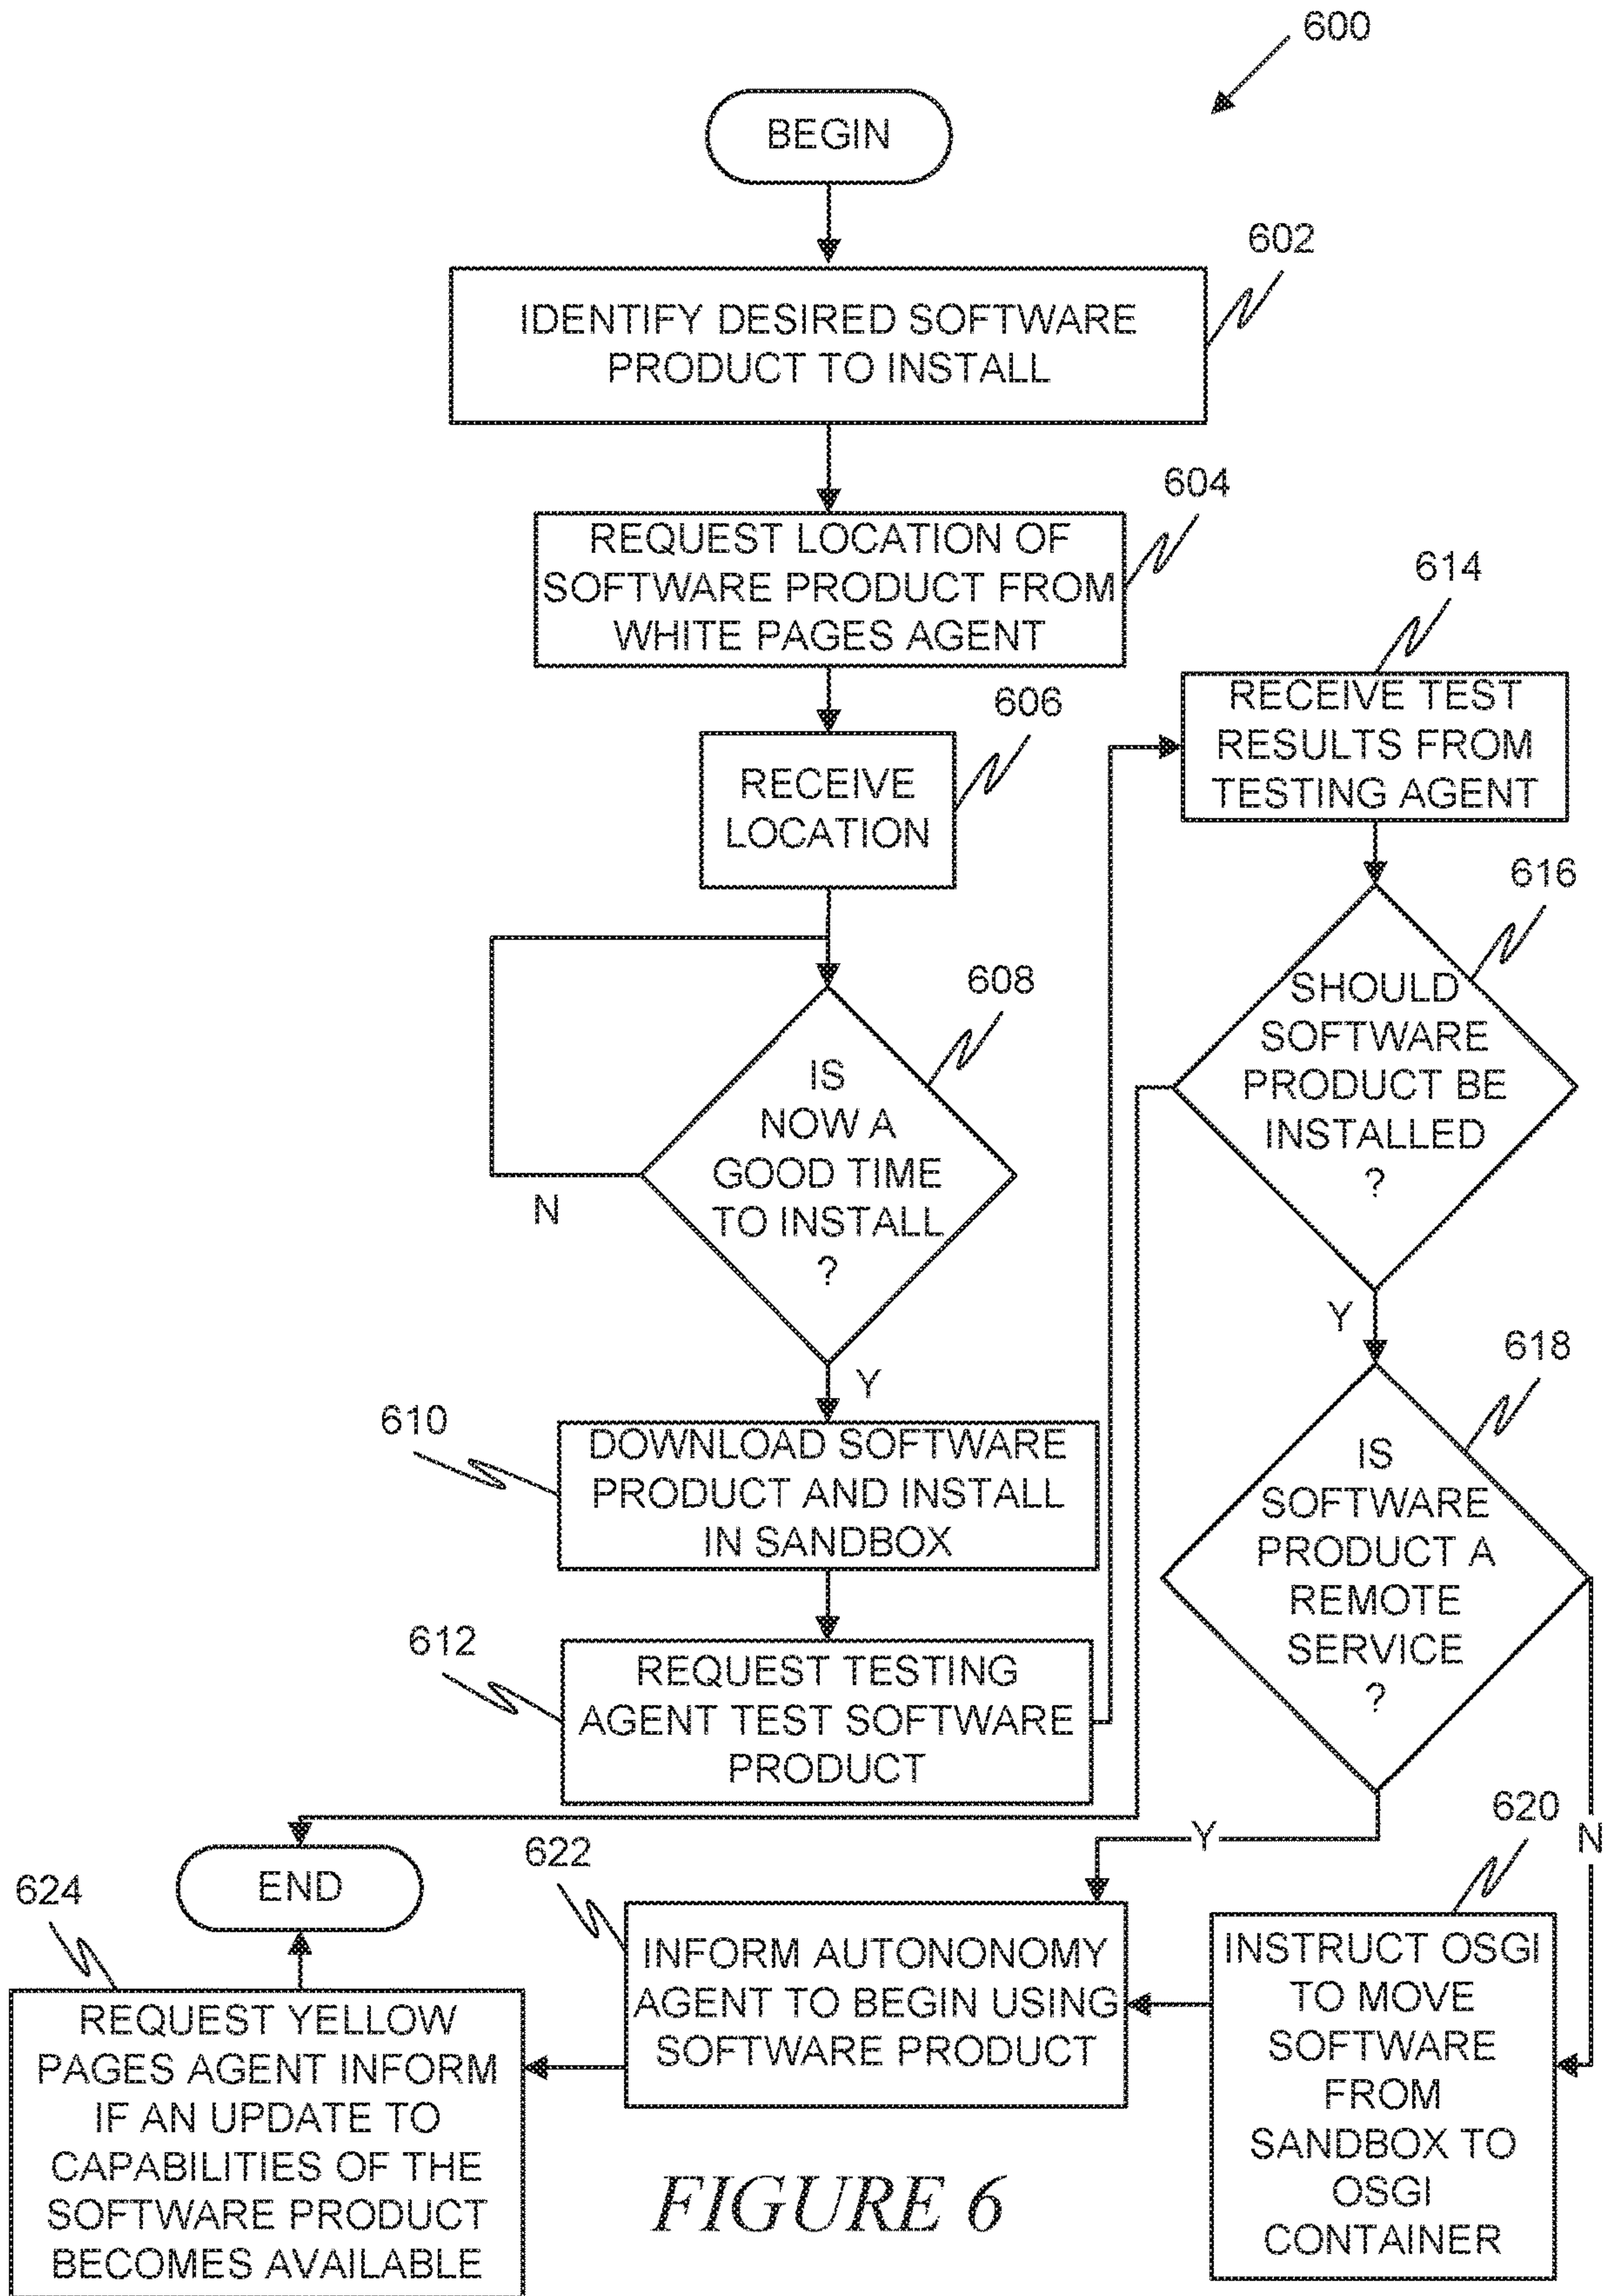 600
BEGIN
602
IDENTIFY DESIRED SOFTWARE
PRODUCT TO INSTALL
604
REQUEST LOCATION OF
SOFTWARE PRODUCT FROM
WHITE PAGES AGENT
606
RECEIVE
LOCATION
608
IS
NOW A
GOOD TIME
TO INSTALL
?
N
Y
610
DOWNLOAD SOFTWARE
PRODUCT AND INSTALL
IN SANDBOX
612
REQUEST TESTING
AGENT TEST SOFTWARE
PRODUCT
614
RECEIVE TEST
RESULTS FROM
TESTING AGENT
616
SHOULD
SOFTWARE
PRODUCT BE
INSTALLED
?
Y
618
IS
SOFTWARE
PRODUCT A
REMOTE
SERVICE
?
Y
N
620
INSTRUCT OSGI
TO MOVE
SOFTWARE
FROM
SANDBOX TO
OSGI
CONTAINER
622
INFORM AUTONONOMY
AGENT TO BEGIN USING
SOFTWARE PRODUCT
END
624
REQUEST YELLOW
PAGES AGENT INFORM
IF AN UPDATE TO
CAPABILITIES OF THE
SOFTWARE PRODUCT
BECOMES AVAILABLE
FIGURE 6